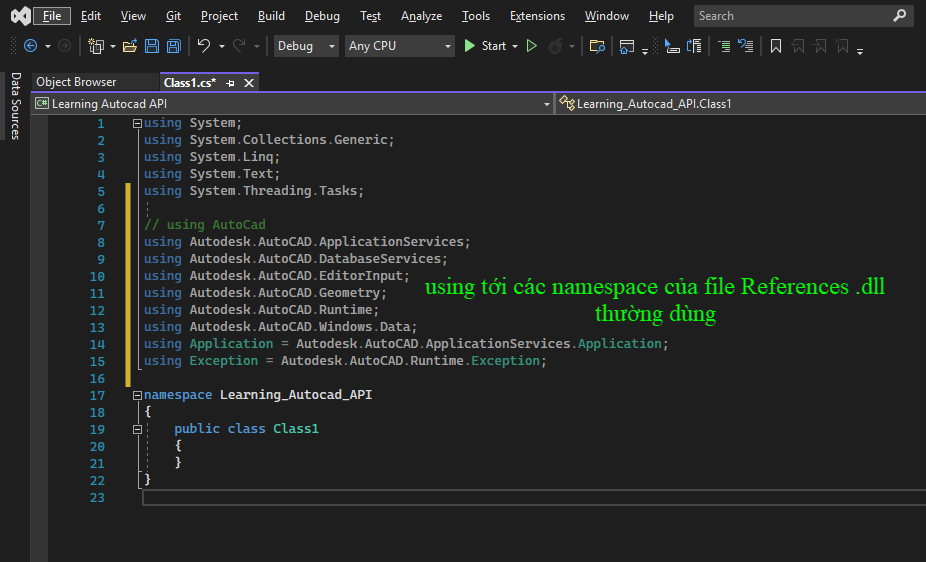 File Edit View Git Project Build Debug Test Analyze Tools Extensions Window Help Search
Debug Any CPU Start
Data Sources
Object Browser Class1.cs*
C# Learning Autocad API Learning_Autocad_API.Class1
1 using System;
2 using System.Collections.Generic;
3 using System.Linq;
4 using System.Text;
5 using System.Threading.Tasks;
6
7 // using AutoCad
8 using Autodesk.AutoCAD.ApplicationServices;
9 using Autodesk.AutoCAD.DatabaseServices;
10 using Autodesk.AutoCAD.EditorInput;
11 using Autodesk.AutoCAD.Geometry;
12 using Autodesk.AutoCAD.Runtime;
13 using Autodesk.AutoCAD.Windows.Data;
14 using Application = Autodesk.AutoCAD.ApplicationServices.Application;
15 using Exception = Autodesk.AutoCAD.Runtime.Exception;
16
17 namespace Learning_Autocad_API
18 {
19 public class Class1
20 {
21 }
22 }
23
using tới các namespace của file References .dll
thường dùng